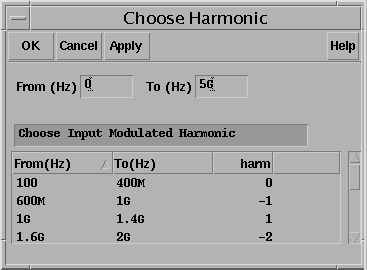 Choose Harmonic
OK Cancel Apply Help
From (Hz) 0 To (Hz) 5G
Choose Input Modulated Harmonic
From(Hz) To(Hz) harm
100 400M 0
600M 1G -1
1G 1.4G 1
1.6G 2G -2